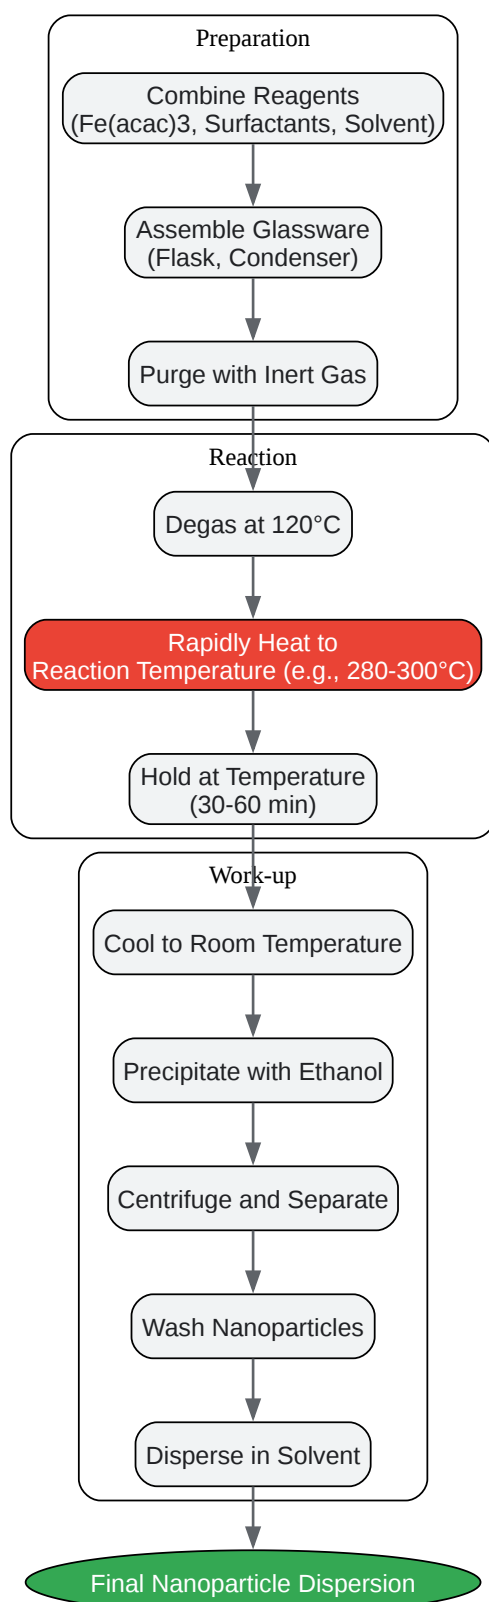 Preparation
Combine Reagents
(Fe(acac)3, Surfactants, Solvent)
Assemble Glassware
(Flask, Condenser)
Purge with Inert Gas
Reaction
Degas at 120°C
Rapidly Heat to
Reaction Temperature (e.g., 280-300°C)
Hold at Temperature
(30-60 min)
Work-up
Cool to Room Temperature
Precipitate with Ethanol
Centrifuge and Separate
Wash Nanoparticles
Disperse in Solvent
Final Nanoparticle Dispersion